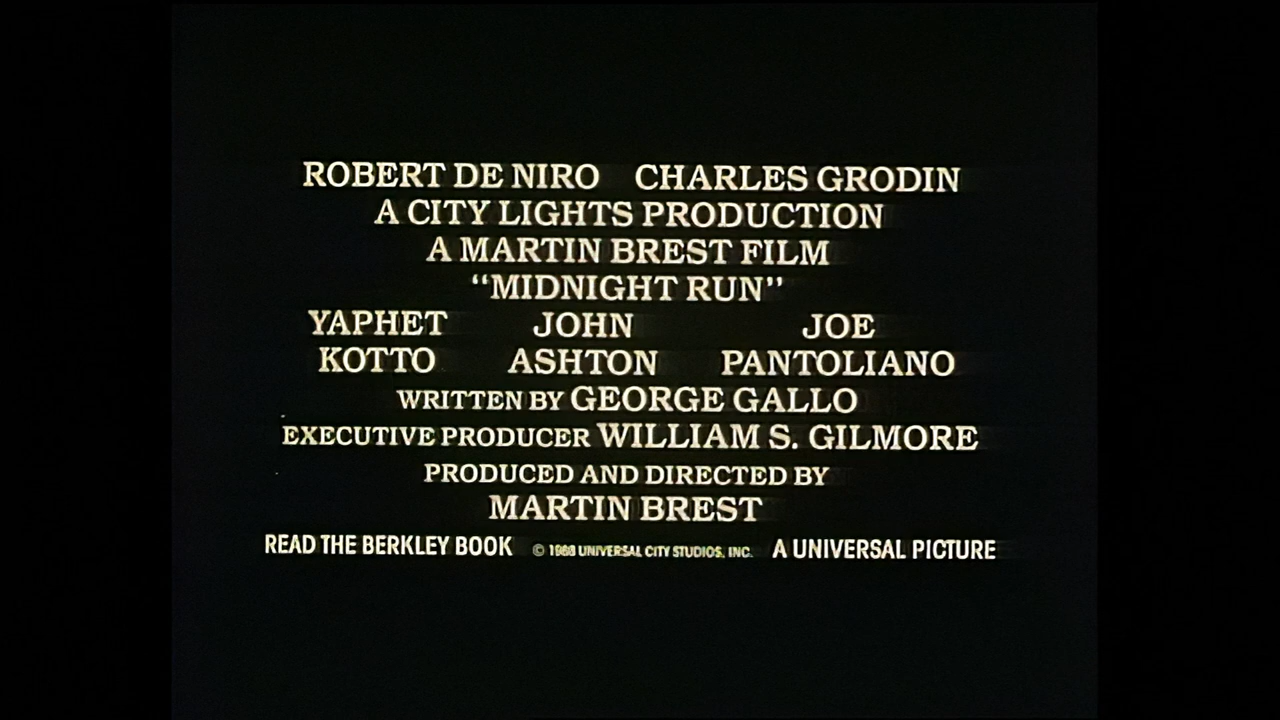 ROBERT DE NIRO CHARLES GRODIN
A CITY LIGHTS PRODUCTION
A MARTIN BREST FILM
"MIDNIGHT RUN"
YAPHET JOHN JOE
KOTTO ASHTON PANTOLIANO
WRITTEN BY GEORGE GALLO
EXECUTIVE PRODUCER WILLIAM S. GILMORE
PRODUCED AND DIRECTED BY
MARTIN BREST
READ THE BERKLEY BOOK © 1988 UNIVERSAL CITY STUDIOS, INC. A UNIVERSAL PICTURE